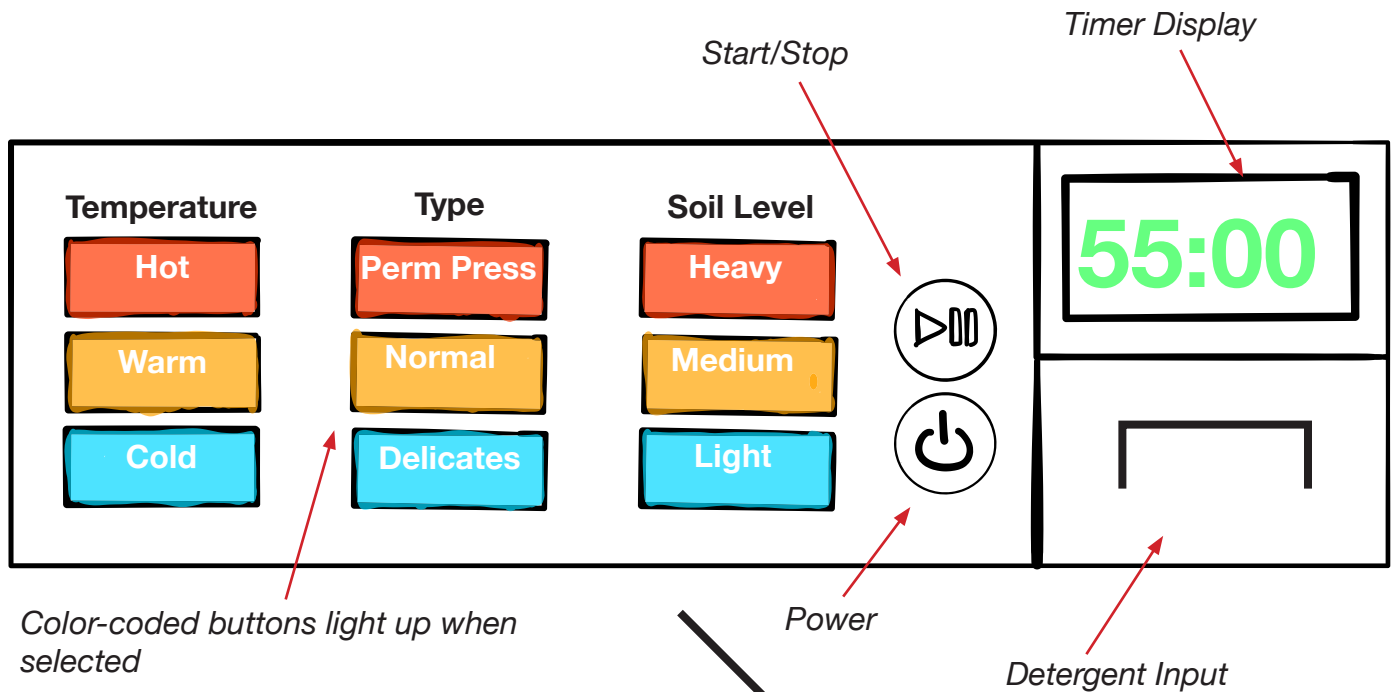 Timer Display
Start/Stop
Temperature
Type
Soil Level
Hot
Perm Press
Heavy
55:00
Warm
Normal
Medium
Cold
Delicates
Light
Color-coded buttons light up when
selected
Power
Detergent Input